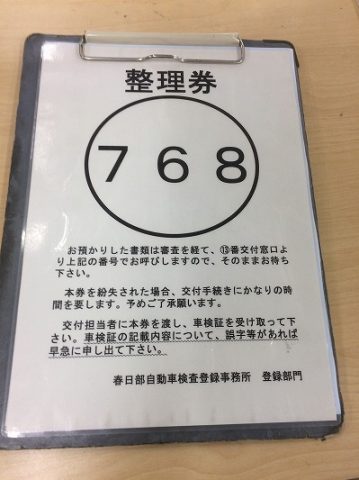 整理券
７６８
お預かりした書類は審査を経て、⑬番交付窓口よ
り上記の番号でお呼びしますので、そのままお待ち
下さい。
本券を紛失された場合、交付手続きにかなりの時
間を要します。予めご了承願います。
交付担当者に本券を渡し、車検証を受け取って下
さい。車検証の記載内容について、誤字等があれば
早急に申し出て下さい。
春日部自動車検査登録事務所　登録部門